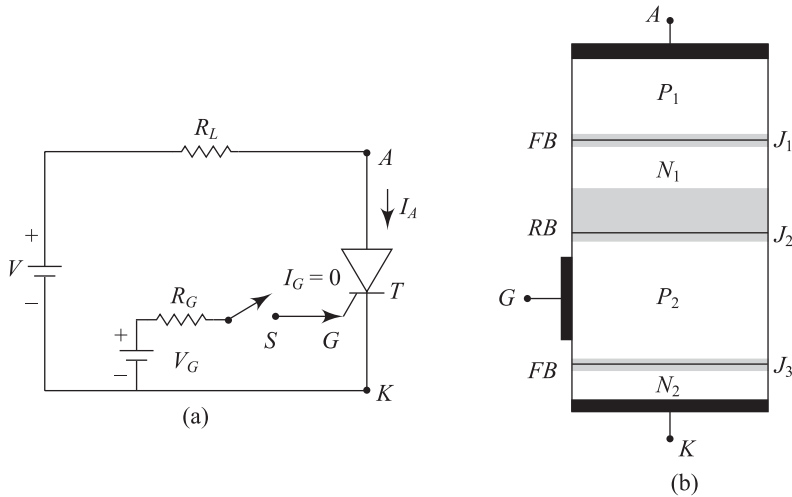 R_L
A
I_A
+
V
−
I_G = 0
T
R_G
+
−
V_G
S
G
K
(a)
A
P_1
FB
J_1
N_1
RB
J_2
G
P_2
FB
J_3
N_2
K
(b)